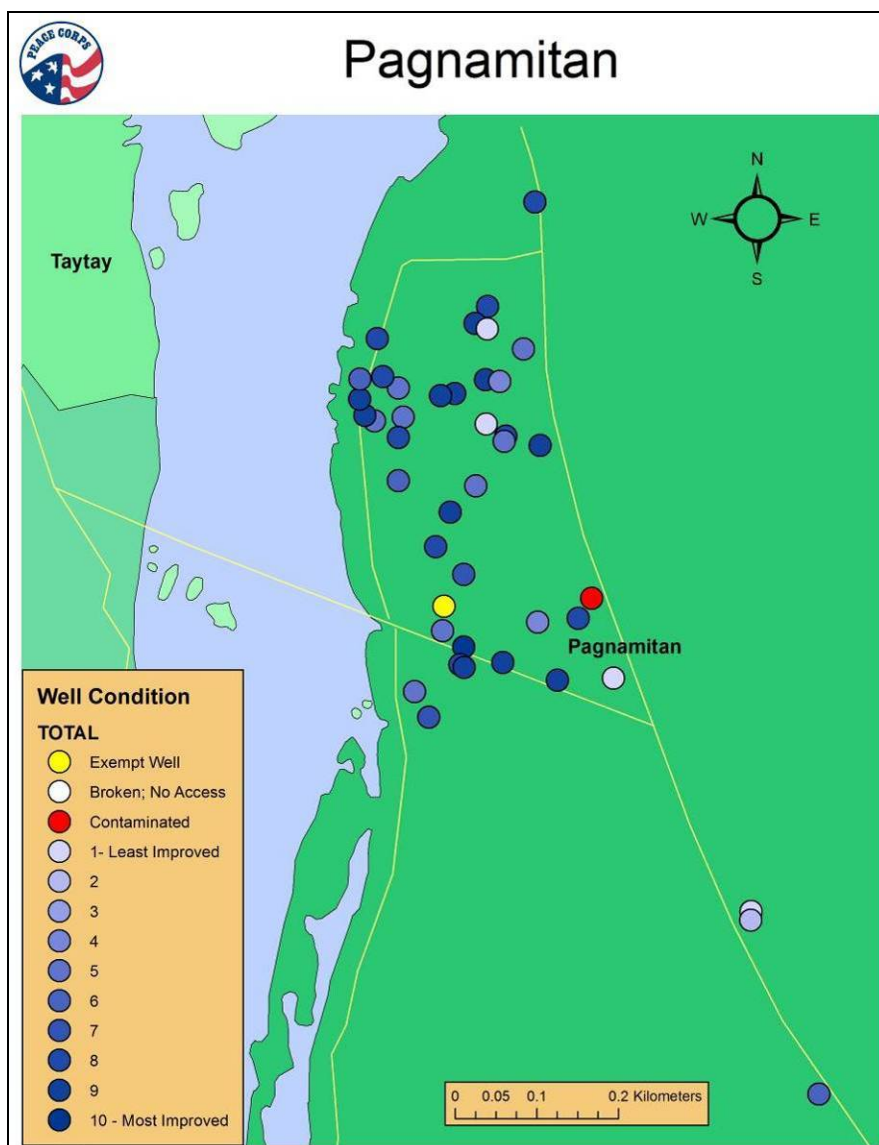 PEACE CORPS
Pagnamitan
N
W E
S
Taytay
Pagnamitan
Well Condition
TOTAL
Exempt Well
Broken; No Access
Contaminated
1- Least Improved
2
3
4
5
6
7
8
9
10 - Most Improved
0 0.05 0.1 0.2 Kilometers